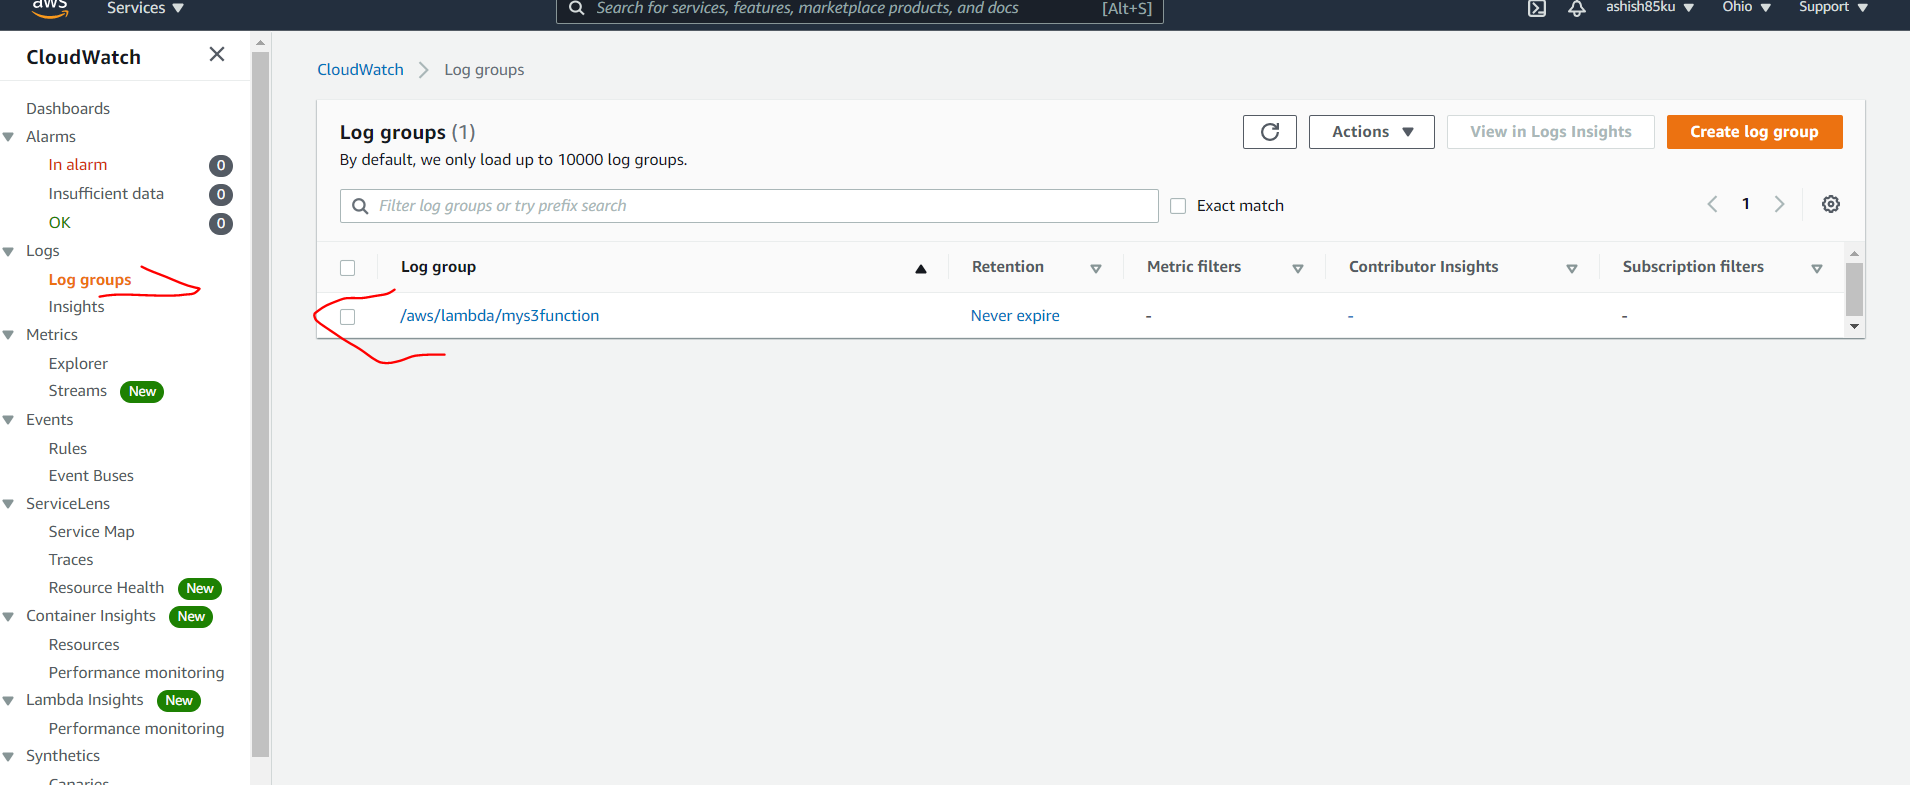 aws Services Search for services, features, marketplace products, and docs [Alt+S] ashish85ku Ohio Support
CloudWatch
Dashboards
Alarms
In alarm 0
Insufficient data 0
OK 0
Logs
Log groups
Insights
Metrics
Explorer
Streams New
Events
Rules
Event Buses
ServiceLens
Service Map
Traces
Resource Health New
Container Insights New
Resources
Performance monitoring
Lambda Insights New
Performance monitoring
Synthetics
Canaries
CloudWatch Log groups
Log groups (1) Actions View in Logs Insights Create log group
By default, we only load up to 10000 log groups.
Filter log groups or try prefix search Exact match 1
Log group Retention Metric filters Contributor Insights Subscription filters
/aws/lambda/mys3function Never expire - - -